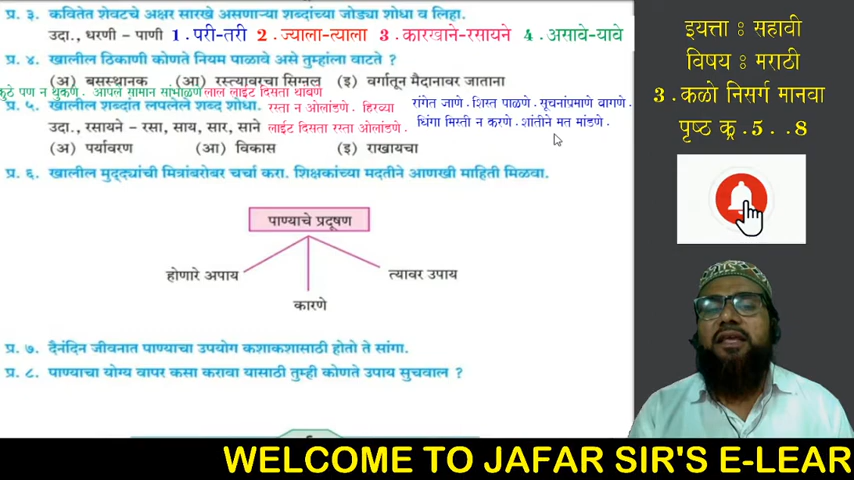 प्र. ३. कवितेत शेवटचे अक्षर सारखे असणाऱ्या शब्दांच्या जोड्या शोधा व लिहा.
उदा., धरणी - पाणी 1 . परी-तरी 2 . ज्याला-त्याला 3 . कारखाने-रसायने 4 . असावे-यावे
प्र. ४. खालील ठिकाणी कोणते नियम पाळावे असे तुम्हांला वाटते ?
(अ) बसस्थानक (आ) रस्त्यावरचा सिग्नल (इ) वर्गातून मैदानावर जाताना
कुठे पण न थुकणे . आपले सामान सांभाळणे लाल लाईट दिसता थांबणे
प्र. ५. खालील शब्दांत लपलेले शब्द शोधा. रस्ता न ओलांडणे . हिरव्या रांगेत जाणे . शिस्त पाळणे . सूचनांप्रमाणे वागणे .
उदा., रसायने - रसा, साय, सार, साने लाईट दिसता रस्ता ओलांडणे . धिंगा मिस्ती न करणे . शांतीने मत मांडणे .
(अ) पर्यावरण (आ) विकास (इ) राखायचा
प्र. ६. खालील मुद्द्यांची मित्रांबरोबर चर्चा करा. शिक्षकांच्या मदतीने आणखी माहिती मिळवा.
पाण्याचे प्रदूषण
होणारे अपाय
कारणे
त्यावर उपाय
प्र. ७. दैनंदिन जीवनात पाण्याचा उपयोग कशाकशासाठी होतो ते सांगा.
प्र. ८. पाण्याचा योग्य वापर कसा करावा यासाठी तुम्ही कोणते उपाय सुचवाल ?
इयत्ता : सहावी
विषय : मराठी
3 . कळो निसर्ग मानवा
पृष्ठ क्र . 5 . . 8
WELCOME TO JAFAR SIR'S E-LEAR